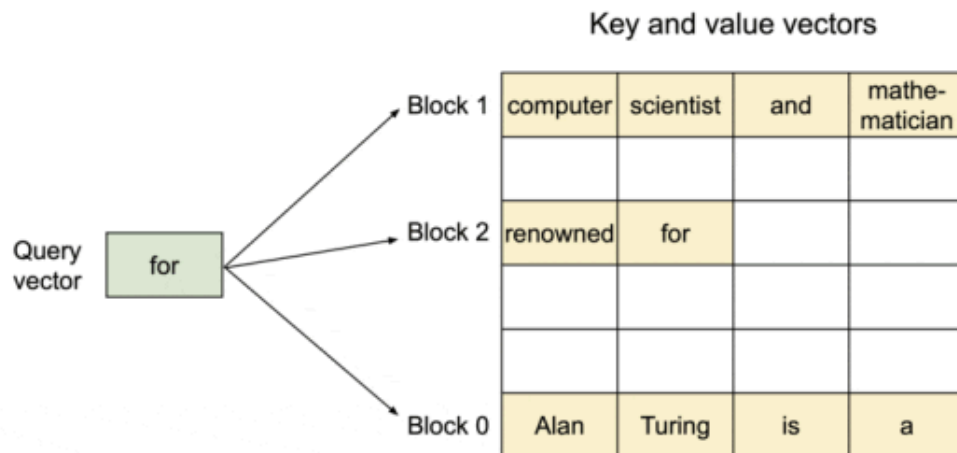 Key and value vectors
Block 1 computer scientist and mathe-
matician
Block 2 renowned for
Query
vector
for
Block 0 Alan Turing is a